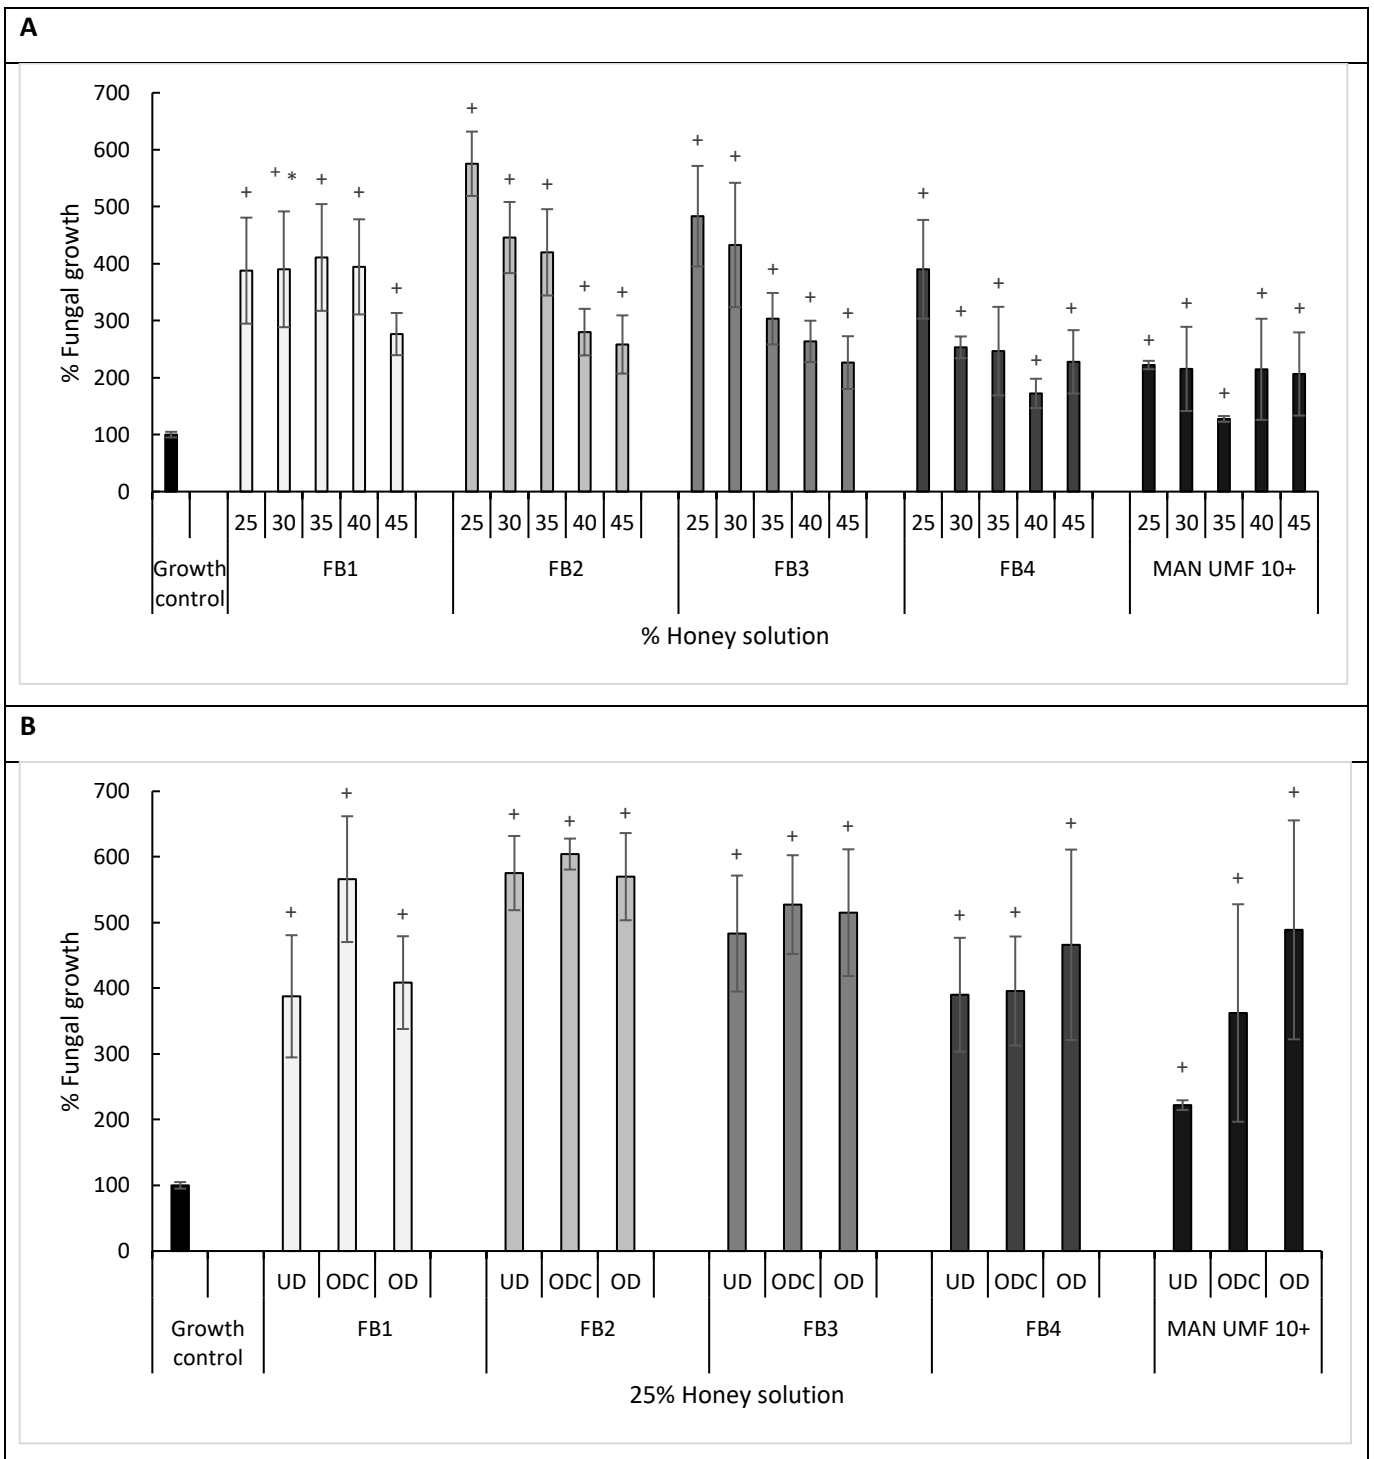 A
700
600
500
400
300
200
100
0
% Fungal growth
+ + * + + +
+ + + + +
+ + + + +
+ + + + +
+ + + + +
25 30 35 40 45 25 30 35 40 45 25 30 35 40 45 25 30 35 40 45 25 30 35 40 45
Growth control FB1 FB2 FB3 FB4 MAN UMF 10+
% Honey solution
B
700
600
500
400
300
200
100
0
% Fungal growth
+ + +
+ + +
+ + +
+ + +
+ + +
UD ODC OD UD ODC OD UD ODC OD UD ODC OD UD ODC OD
Growth control FB1 FB2 FB3 FB4 MAN UMF 10+
25% Honey solution